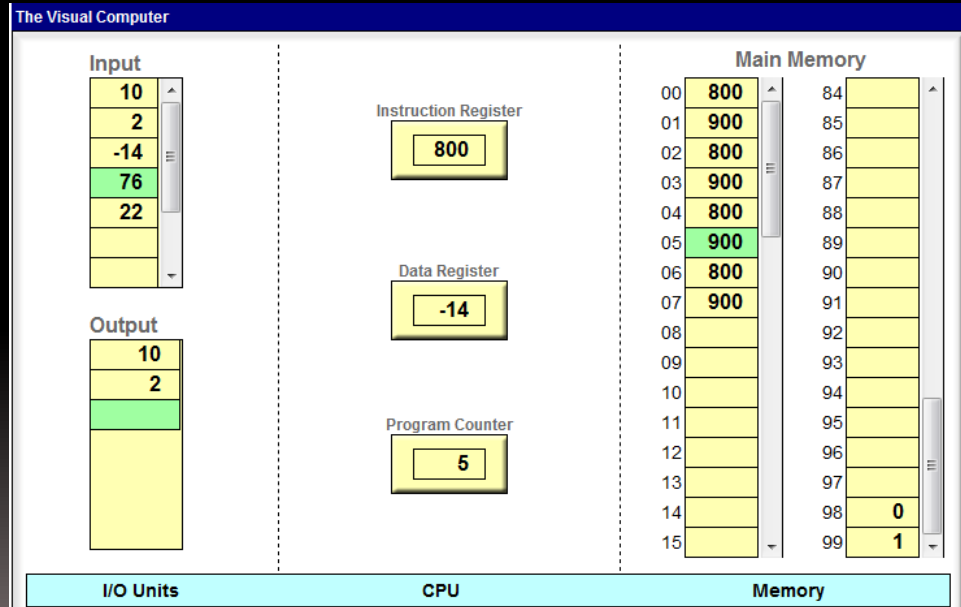 The Visual Computer
Input
10
2
-14
76
22
Output
10
2
Instruction Register
800
Data Register
-14
Program Counter
5
Main Memory
00 800 84
01 900 85
02 800 86
03 900 87
04 800 88
05 900 89
06 800 90
07 900 91
08 92
09 93
10 94
11 95
12 96
13 97
14 98 0
15 99 1
I/O Units CPU Memory